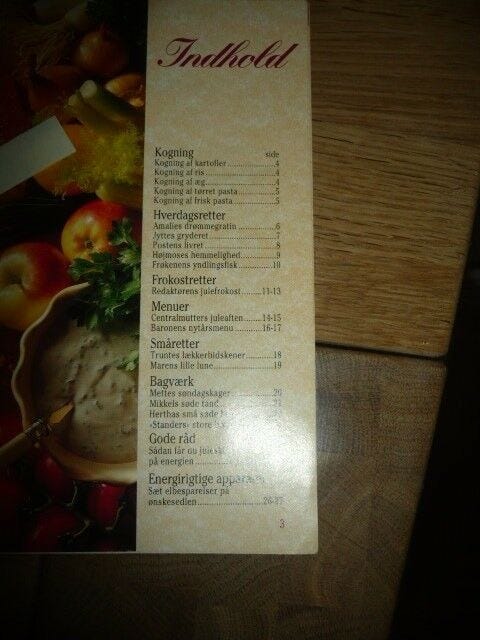 Indhold
Kogning side
Kogning af kartofler 4
Kogning af ris 4
Kogning af æg 4
Kogning af tørret pasta 5
Kogning af frisk pasta 5
Hverdagsretter
Amalies drømmegratin 6
Jyttes gryderet 7
Postens livret 8
Højmoses hemmelighed 9
Frøkenens yndlingsfisk 10
Frokostretter
Redaktørens julefrokost 11-13
Menuer
Centralmutters juleaften 14-15
Baronens nytårsmenu 16-17
Småretter
Truntes lækkerbidskener 18
Marens lille lune 19
Bagværk
Mettes søndagskager 20
Mikkels søde tand 21
Herthas små søde
»Standers« store
Gode råd
Sådan får du
på energien
Energirigtige apparater
Sæt elbesparelser på
ønskesedlen 26-27
3